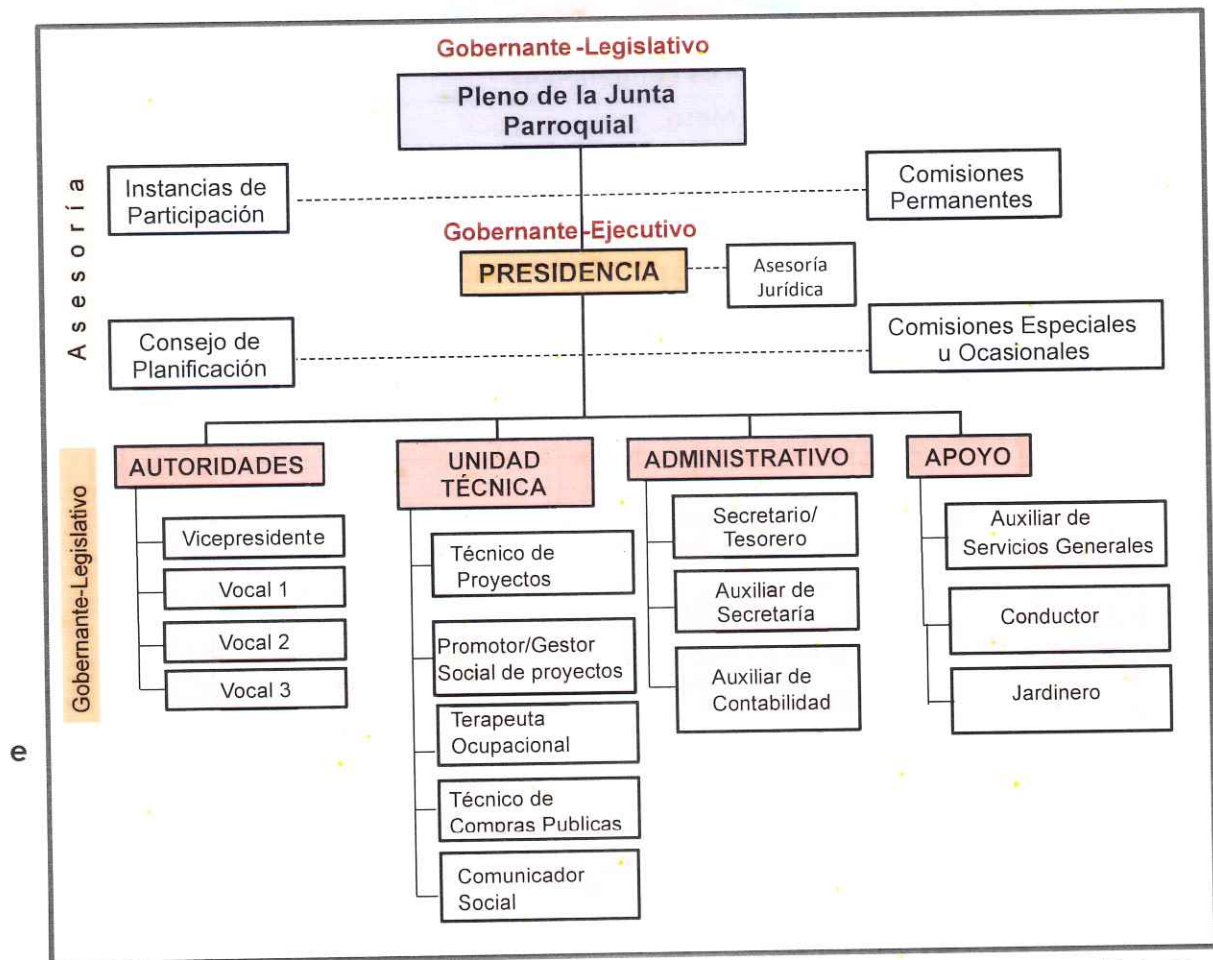 Gobernante-Legislativo
Pleno de la Junta
Parroquial
Asesoría
Instancias de
Participación
Comisiones
Permanentes
Gobernante-Ejecutivo
PRESIDENCIA
Asesoría
Jurídica
Consejo de
Planificación
Comisiones Especiales
u Ocasionales
Gobernante-Legislativo
AUTORIDADES
Vicepresidente
Vocal 1
Vocal 2
Vocal 3
UNIDAD
TÉCNICA
Técnico de
Proyectos
Promotor/Gestor
Social de proyectos
Terapeuta
Ocupacional
Técnico de
Compras Publicas
Comunicador
Social
ADMINISTRATIVO
Secretario/
Tesorero
Auxiliar de
Secretaría
Auxiliar de
Contabilidad
APOYO
Auxiliar de
Servicios Generales
Conductor
Jardinero
e